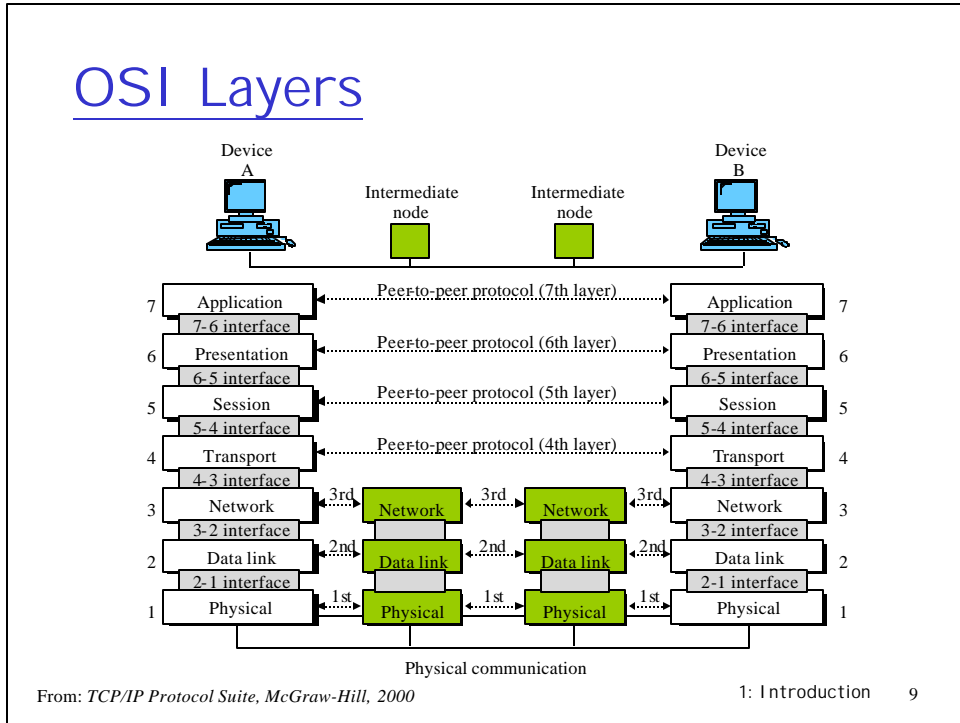 OSI Layers
Device
A
Device
B
Intermediate
node
Intermediate
node
7 Application Peer-to-peer protocol (7th layer) Application 7
7-6 interface 7-6 interface
6 Presentation Peer-to-peer protocol (6th layer) Presentation 6
6-5 interface 6-5 interface
5 Session Peer-to-peer protocol (5th layer) Session 5
5-4 interface 5-4 interface
4 Transport Peer-to-peer protocol (4th layer) Transport 4
4-3 interface 4-3 interface
3 Network 3rd Network 3rd Network 3rd Network 3
3-2 interface 3-2 interface
2 Data link 2nd Data link 2nd Data link 2nd Data link 2
2-1 interface 2-1 interface
1 Physical 1st Physical 1st Physical 1st Physical 1
Physical communication
From: TCP/IP Protocol Suite, McGraw-Hill, 2000
1: Introduction 9